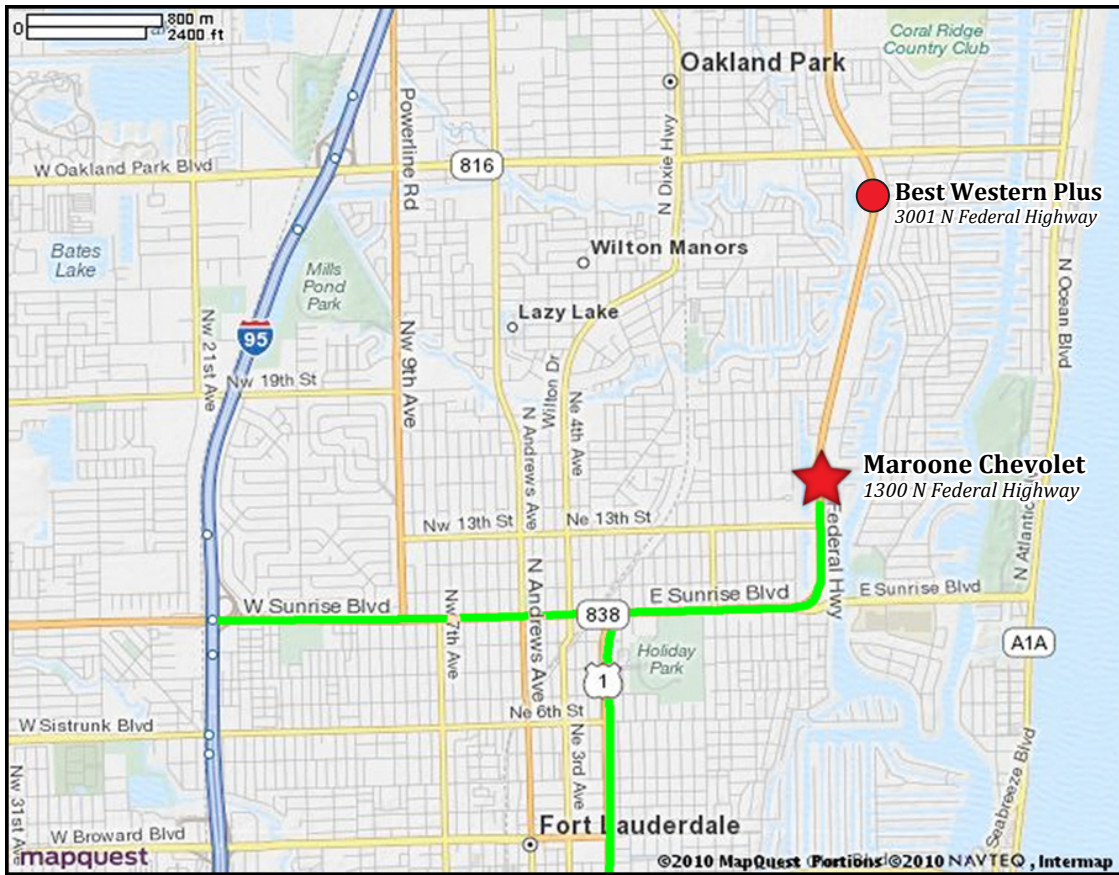 0
800 m
2400 ft
Coral Ridge
Country Club
Oakland Park
Powerline Rd
N Dixie Hwy
W Oakland Park Blvd
816
Best Western Plus
3001 N Federal Highway
Bates
Lake
Wilton Manors
Mills
Pond
Park
N Ocean Blvd
Lazy Lake
Nw 21st Ave
95
Nw 9th Ave
Wilton Dr
Nw 19th St
Ne 4th Ave
N Andrews Ave
Maroone Chevolet
1300 N Federal Highway
Nw 13th St
Ne 13th St
Federal Hwy
N Atlantic
N Andrews Ave
W Sunrise Blvd
E Sunrise Blvd
E Sunrise Blvd
838
Nw 7th Ave
A1A
Holiday
Park
1
Ne 6th St
W Sistrunk Blvd
Ne 3rd Ave
Seabreeze Blvd
Nw 31st Ave
W Broward Blvd
Fort Lauderdale
mapquest
©2010 MapQuest Portions ©2010 NAVTEQ, Intermap